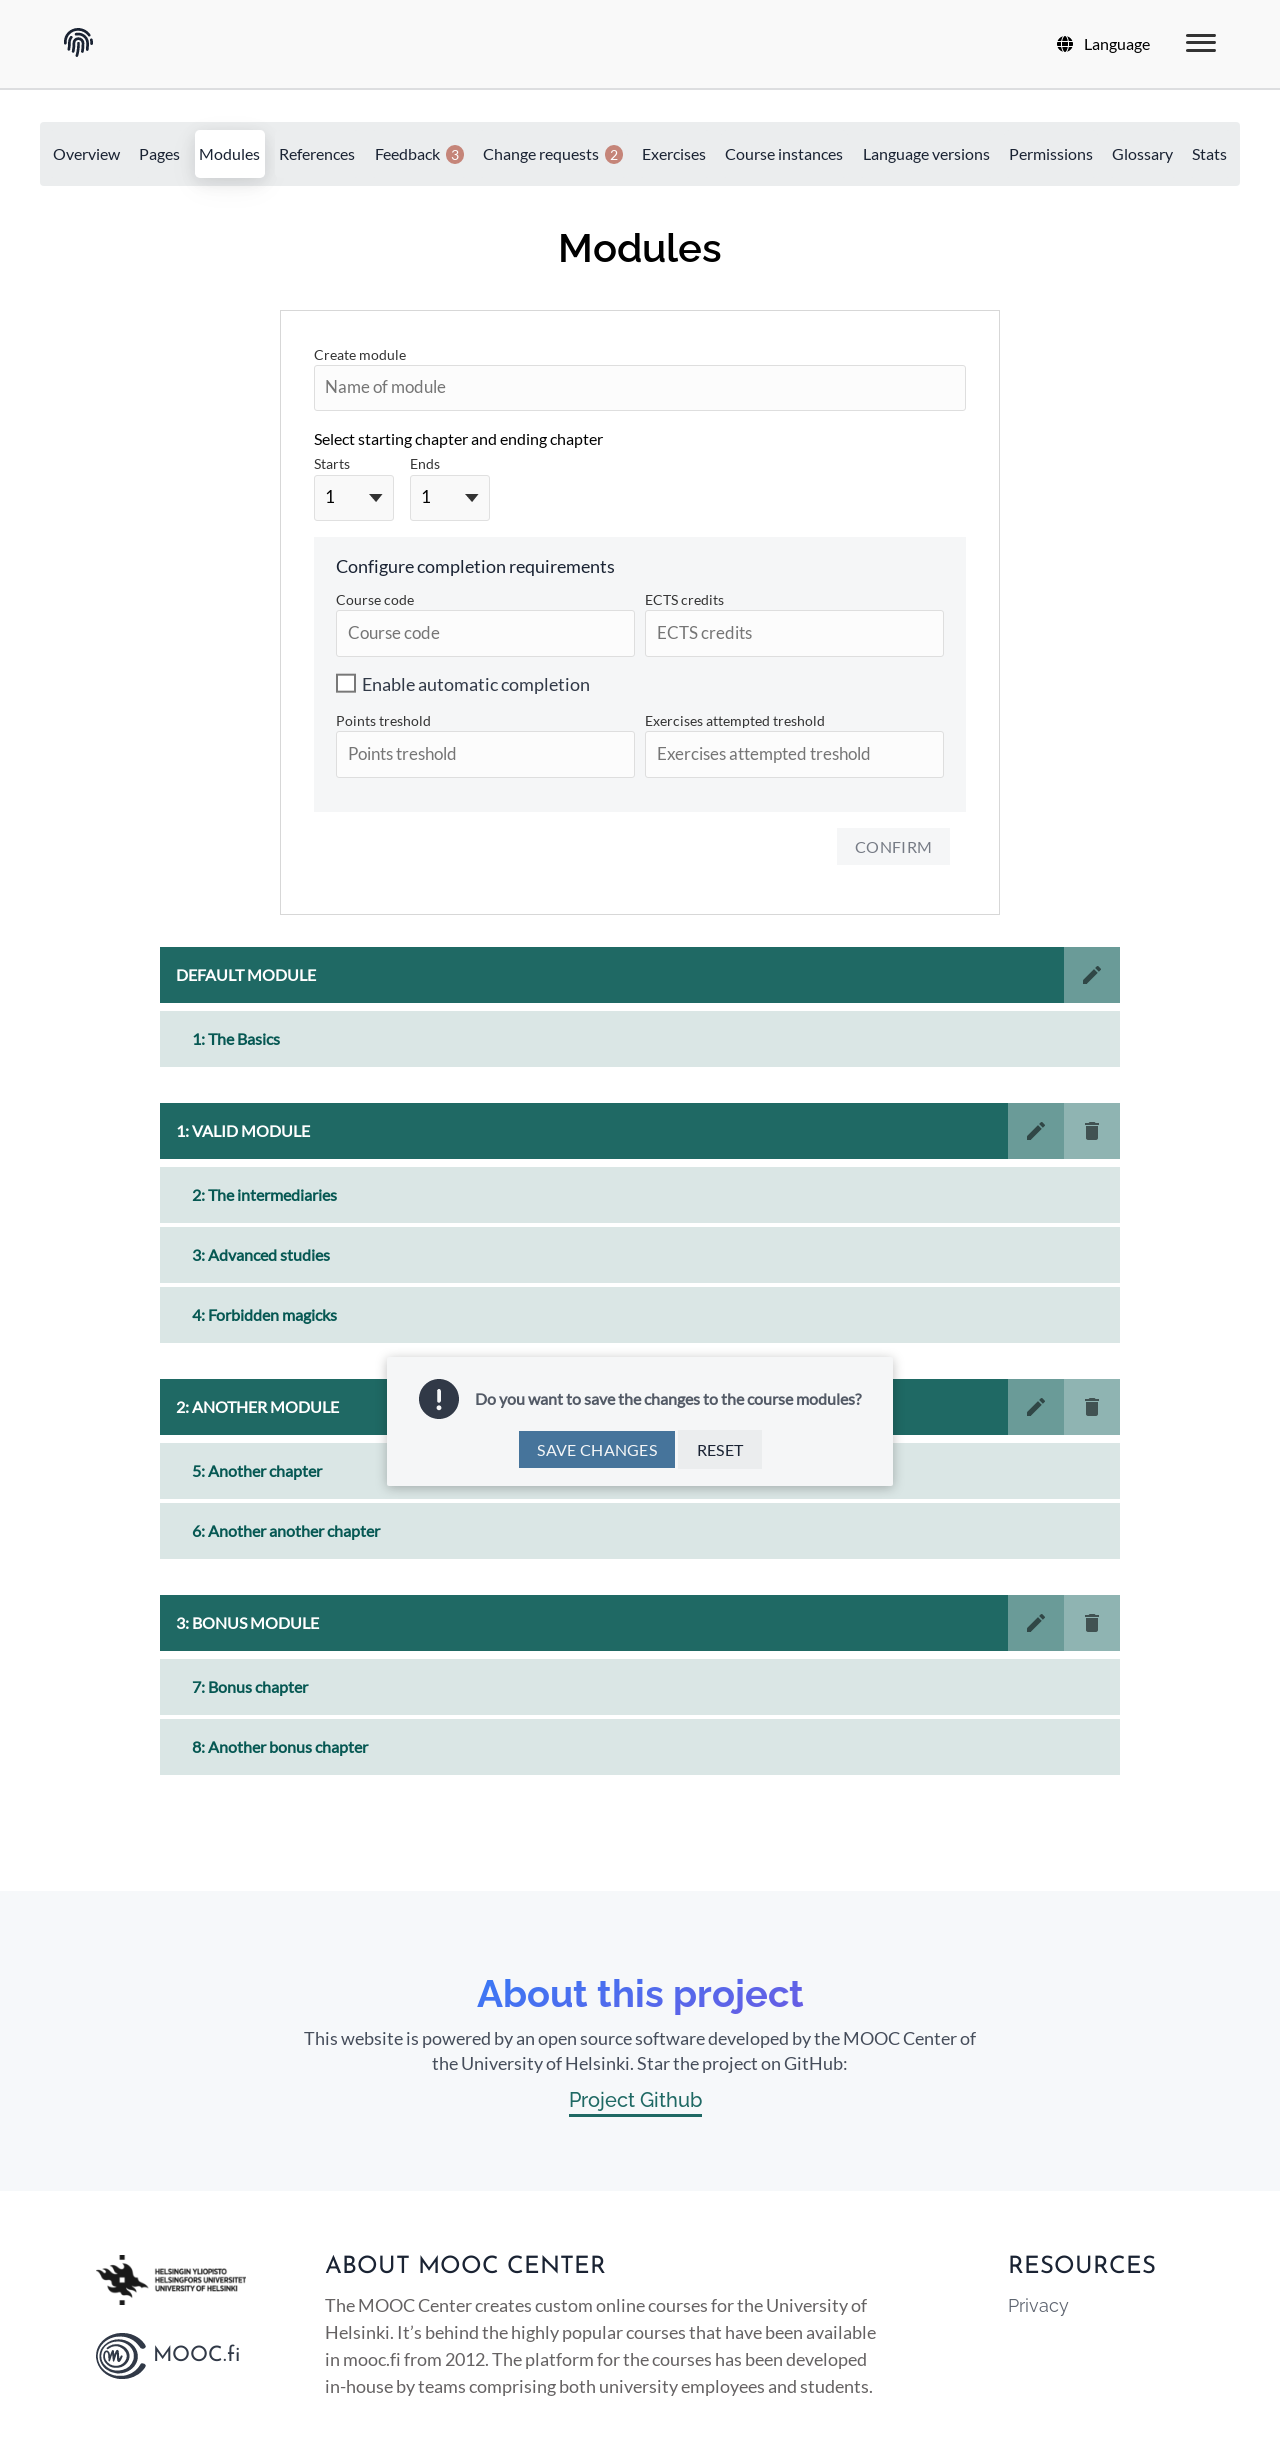 Language
Overview Pages Modules References Feedback 3 Change requests 2 Exercises Course instances Language versions Permissions Glossary Stats
Modules
Create module
Name of module
Select starting chapter and ending chapter
Starts Ends
1 1
Configure completion requirements
Course code ECTS credits
Course code ECTS credits
Enable automatic completion
Points treshold Exercises attempted treshold
Points treshold Exercises attempted treshold
CONFIRM
DEFAULT MODULE
1: The Basics
1: VALID MODULE
2: The intermediaries
3: Advanced studies
4: Forbidden magicks
Do you want to save the changes to the course modules?
SAVE CHANGES RESET
2: ANOTHER MODULE
5: Another chapter
6: Another another chapter
3: BONUS MODULE
7: Bonus chapter
8: Another bonus chapter
About this project
This website is powered by an open source software developed by the MOOC Center of
the University of Helsinki. Star the project on GitHub:
Project Github
HELSINGIN YLIOPISTO
HELSINGFORS UNIVERSITET
UNIVERSITY OF HELSINKI
MOOC.fi
ABOUT MOOC CENTER
The MOOC Center creates custom online courses for the University of
Helsinki. It’s behind the highly popular courses that have been available
in mooc.fi from 2012. The platform for the courses has been developed
in-house by teams comprising both university employees and students.
RESOURCES
Privacy